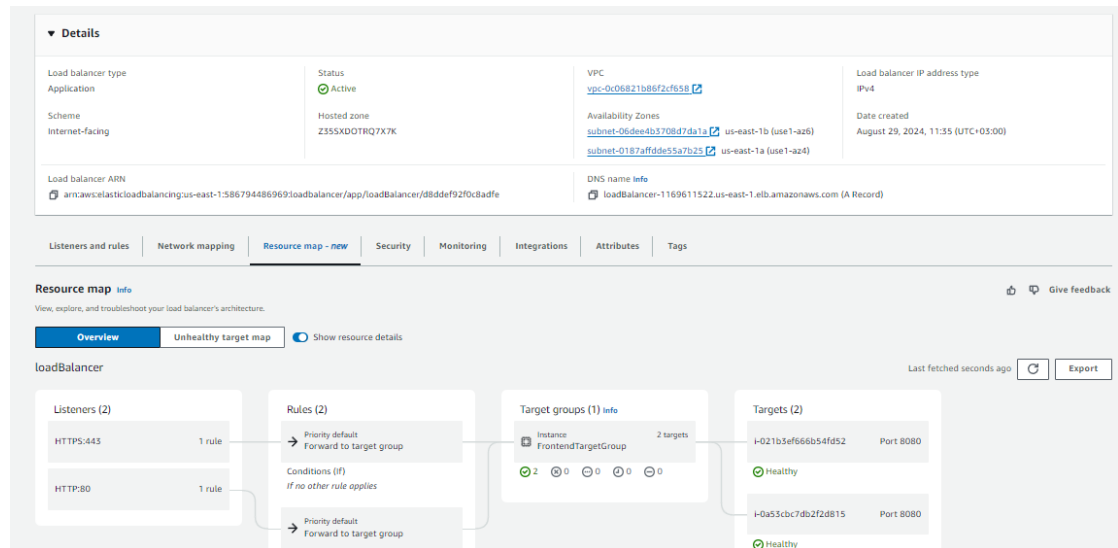 Details
Load balancer type
Application
Status
Active
VPC
vpc-0c06821b86f2cf658
Load balancer IP address type
IPv4
Scheme
Internet-facing
Hosted zone
Z35SXDOTRQ7X7K
Availability Zones
subnet-06dee4b3708d7da1a us-east-1b (use1-az6)
subnet-0187affdde55a7b25 us-east-1a (use1-az4)
Date created
August 29, 2024, 11:35 (UTC+03:00)
Load balancer ARN
arn:aws:elasticloadbalancing:us-east-1:586794486969:loadbalancer/app/loadBalancer/d8ddef92f0c8adfe
DNS name Info
loadBalancer-1169611522.us-east-1.elb.amazonaws.com (A Record)
Listeners and rules Network mapping Resource map - new Security Monitoring Integrations Attributes Tags
Resource map Info
Give feedback
View, explore, and troubleshoot your load balancer's architecture.
Overview Unhealthy target map Show resource details
loadBalancer
Last fetched seconds ago Export
Listeners (2)
HTTPS:443 1 rule
HTTP:80 1 rule
Rules (2)
Priority default
Forward to target group
Conditions (If)
If no other rule applies
Priority default
Forward to target group
Target groups (1) Info
Instance 2 targets
FrontendTargetGroup
2 0 0 0 0
Targets (2)
i-021b3ef666b54fd52 Port 8080
Healthy
i-0a53cbc7db2f2d815 Port 8080
Healthy